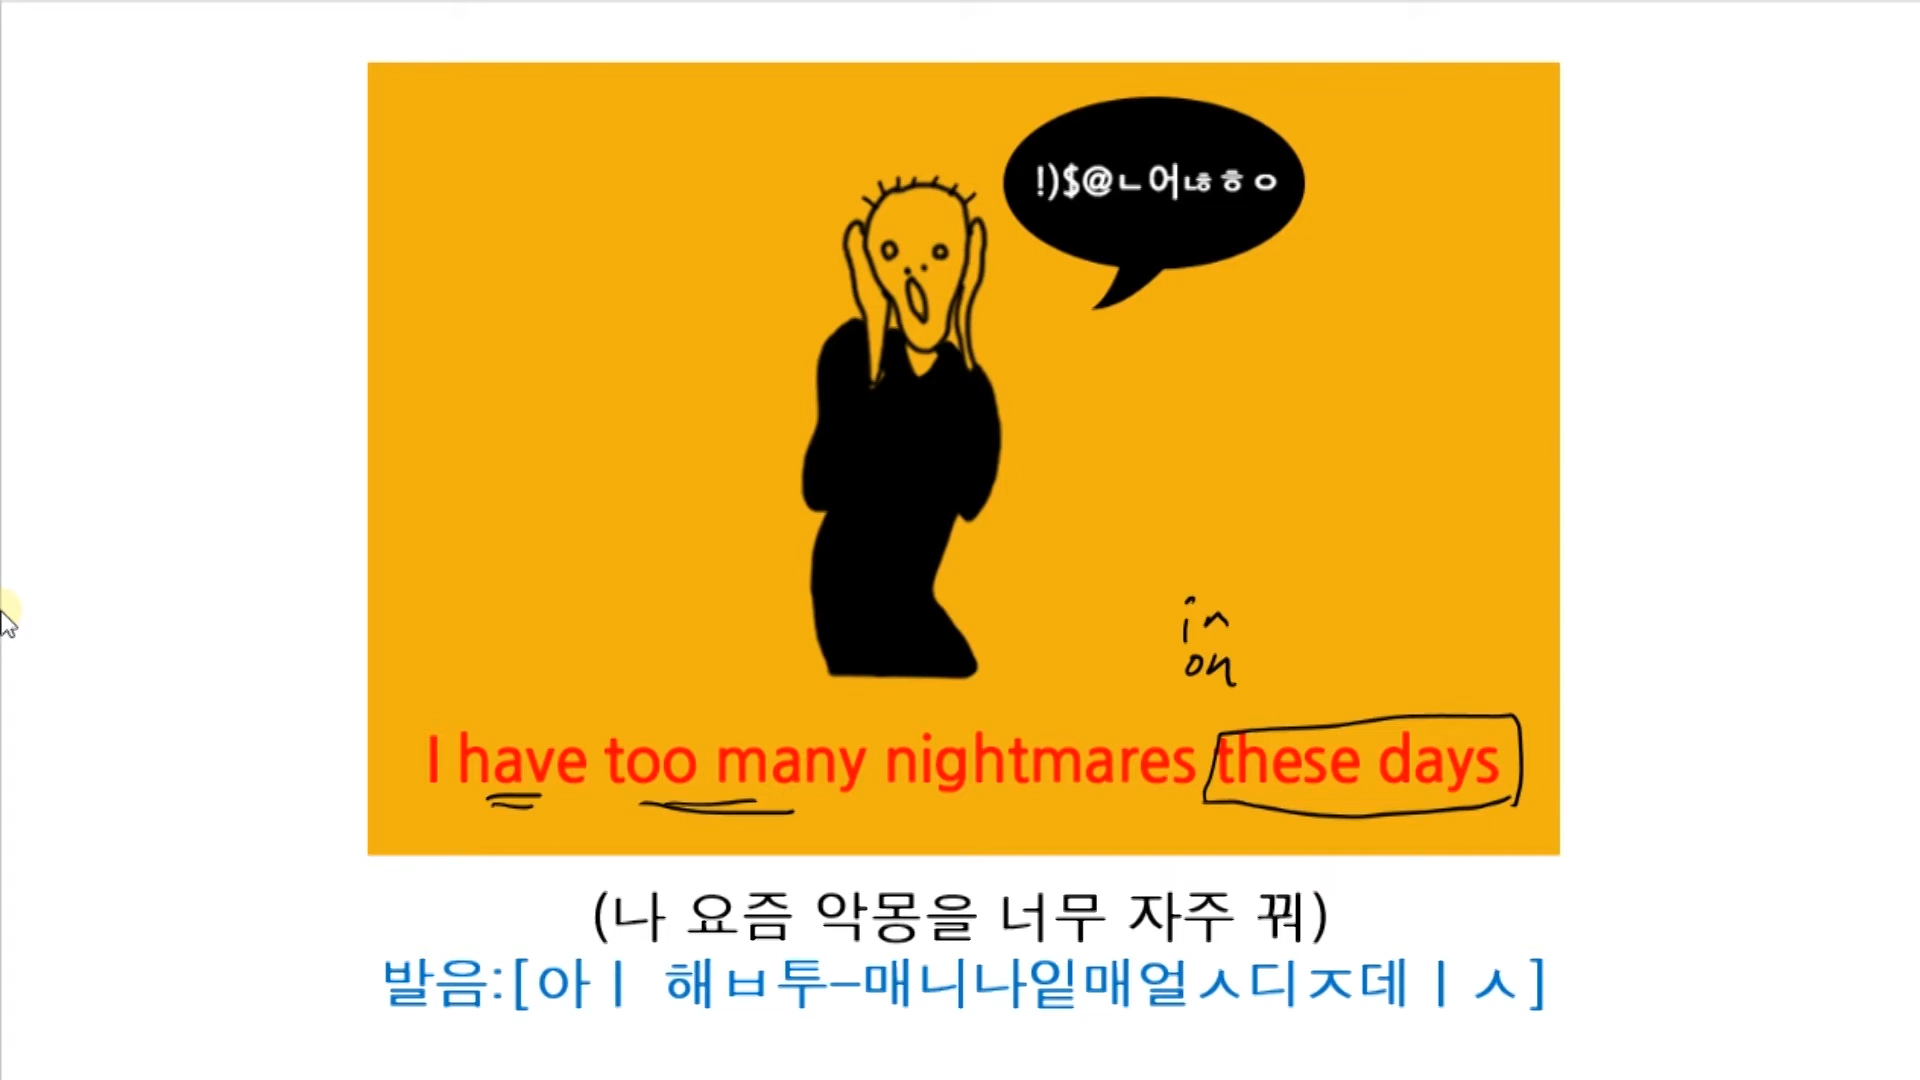 !)$@ㄴ어ㅀㅎㅇ
in
on
I have too many nightmares these days
(나 요즘 악몽을 너무 자주 꿔)
발음:[아ㅣ 해ㅂ투–매니나잍매얼ㅅ디ㅈ데ㅣㅅ]